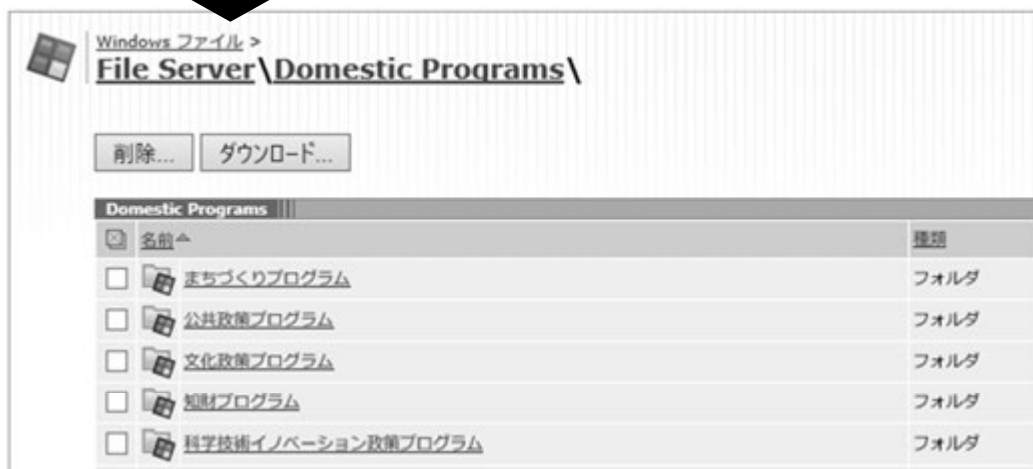 Windows ファイル >
File Server\Domestic Programs\
削除... ダウンロード...
Domestic Programs
名前 種類
まちづくりプログラム フォルダ
公共政策プログラム フォルダ
文化政策プログラム フォルダ
知財プログラム フォルダ
科学技術イノベーション政策プログラム フォルダ